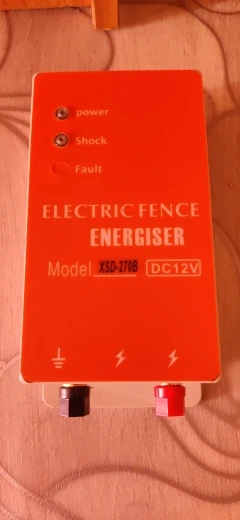 power
Shock
Fault
ELECTRIC FENCE
ENERGISER
Model XSD-270B DC12V